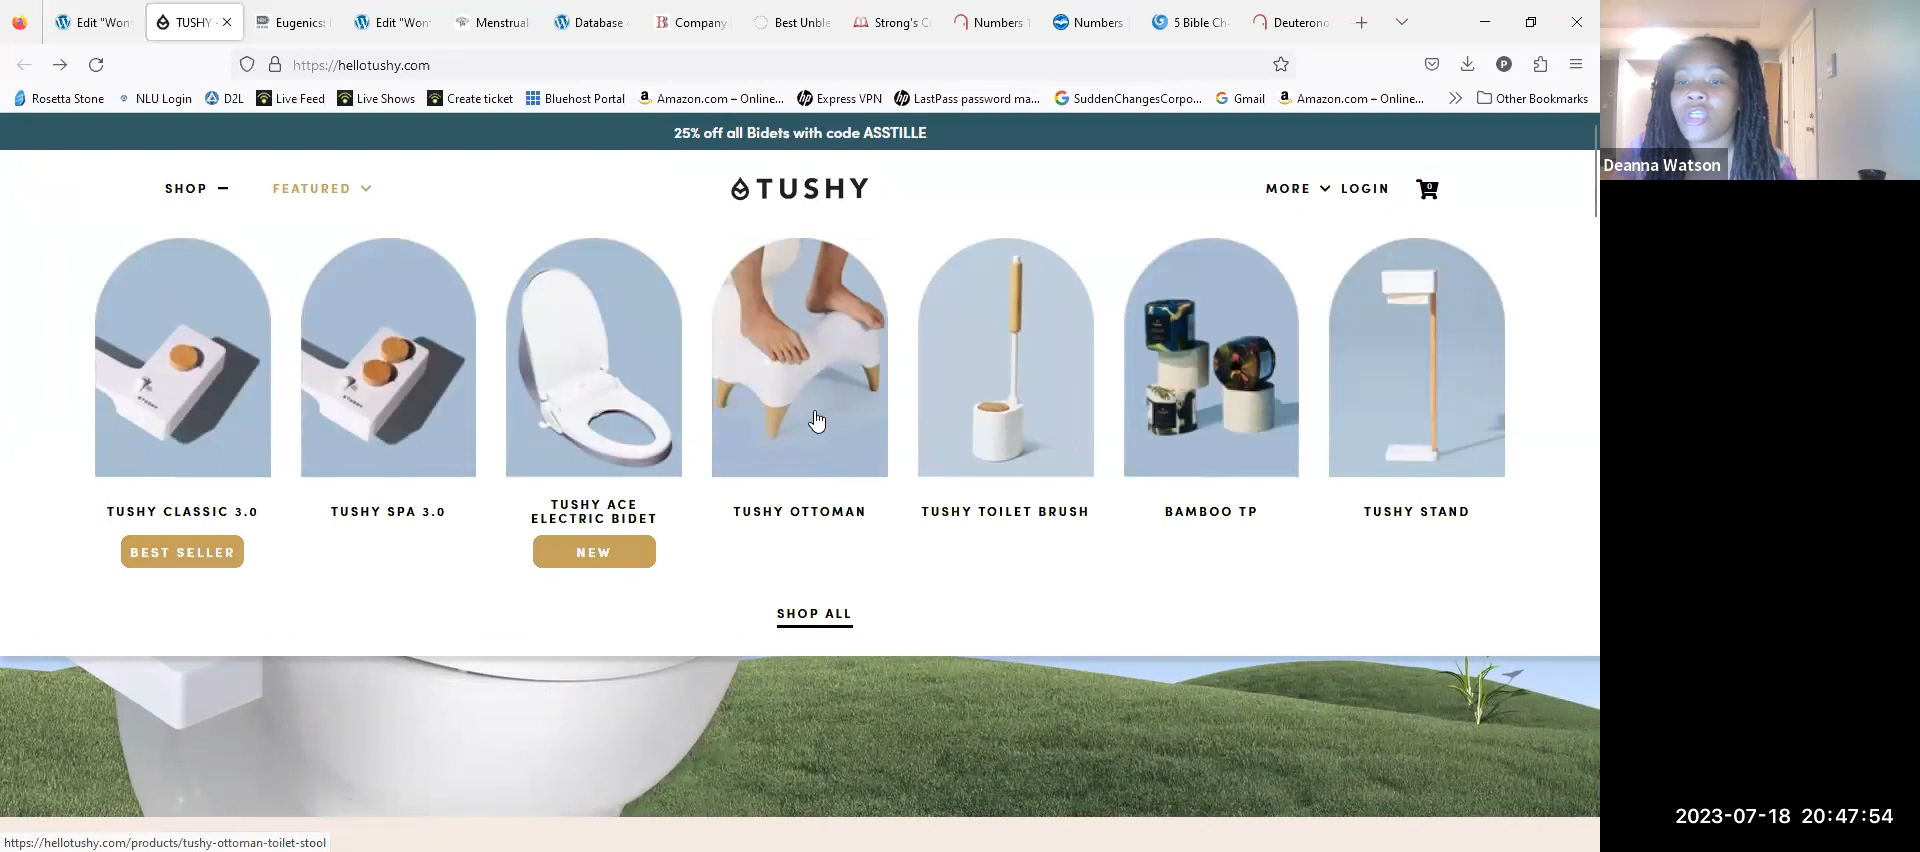 Edit "Won
TUSHY -
Eugenics:
Edit "Won
Menstrual
Database
Company
Best Unble
Strong's C
Numbers 1
Numbers
5 Bible Ch
Deuterono
https://hellotushy.com
Rosetta Stone
NLU Login
D2L
Live Feed
Live Shows
Create ticket
Bluehost Portal
Amazon.com – Online...
Express VPN
LastPass password ma...
SuddenChangesCorpo...
Gmail
Amazon.com – Online...
Other Bookmarks
Deanna Watson
25% off all Bidets with code ASSTILLE
SHOP
FEATURED
TUSHY
MORE
LOGIN
0
TUSHY CLASSIC 3.0
TUSHY SPA 3.0
TUSHY ACE
ELECTRIC BIDET
TUSHY OTTOMAN
TUSHY TOILET BRUSH
BAMBOO TP
TUSHY STAND
BEST SELLER
NEW
SHOP ALL
2023-07-18 20:47:54
https://hellotushy.com/products/tushy-ottoman-toilet-stool